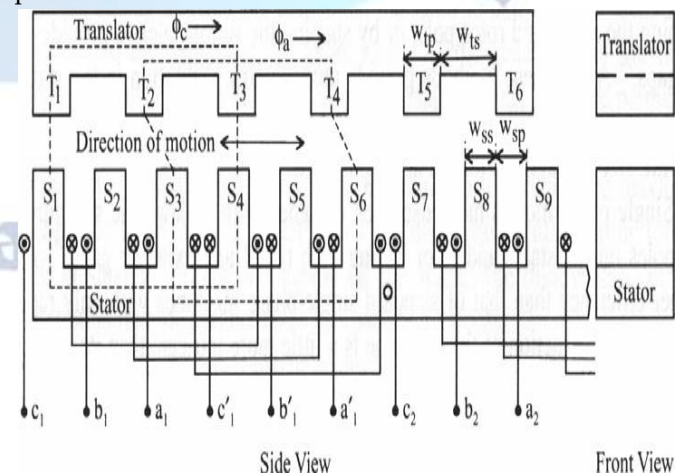 Translator ϕc ϕa wtp wts Translator
T1 T2 T3 T4 T5 T6
Direction of motion wss wsp
S1 S2 S3 S4 S5 S6 S7 S8 S9
Stator Stator
c1 b1 a1 c'1 b'1 a'1 c2 b2 a2
Side View Front View